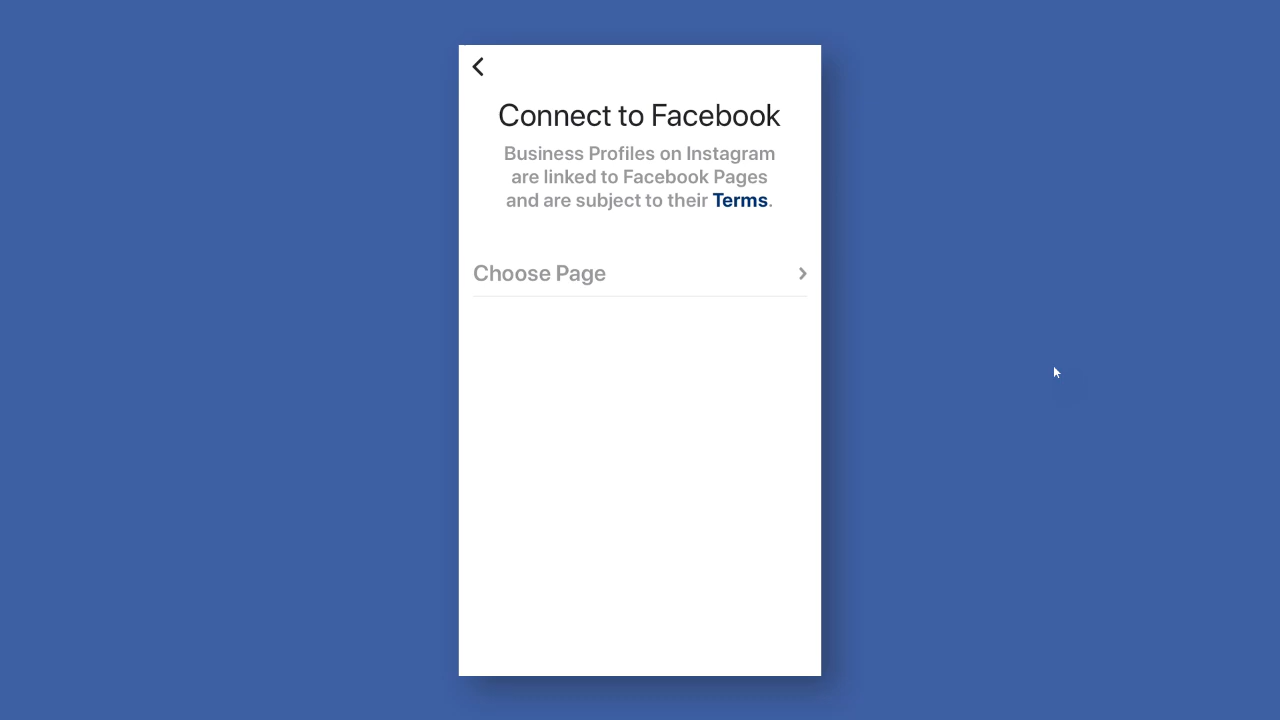 Connect to Facebook
Business Profiles on Instagram
are linked to Facebook Pages
and are subject to their Terms.
Choose Page